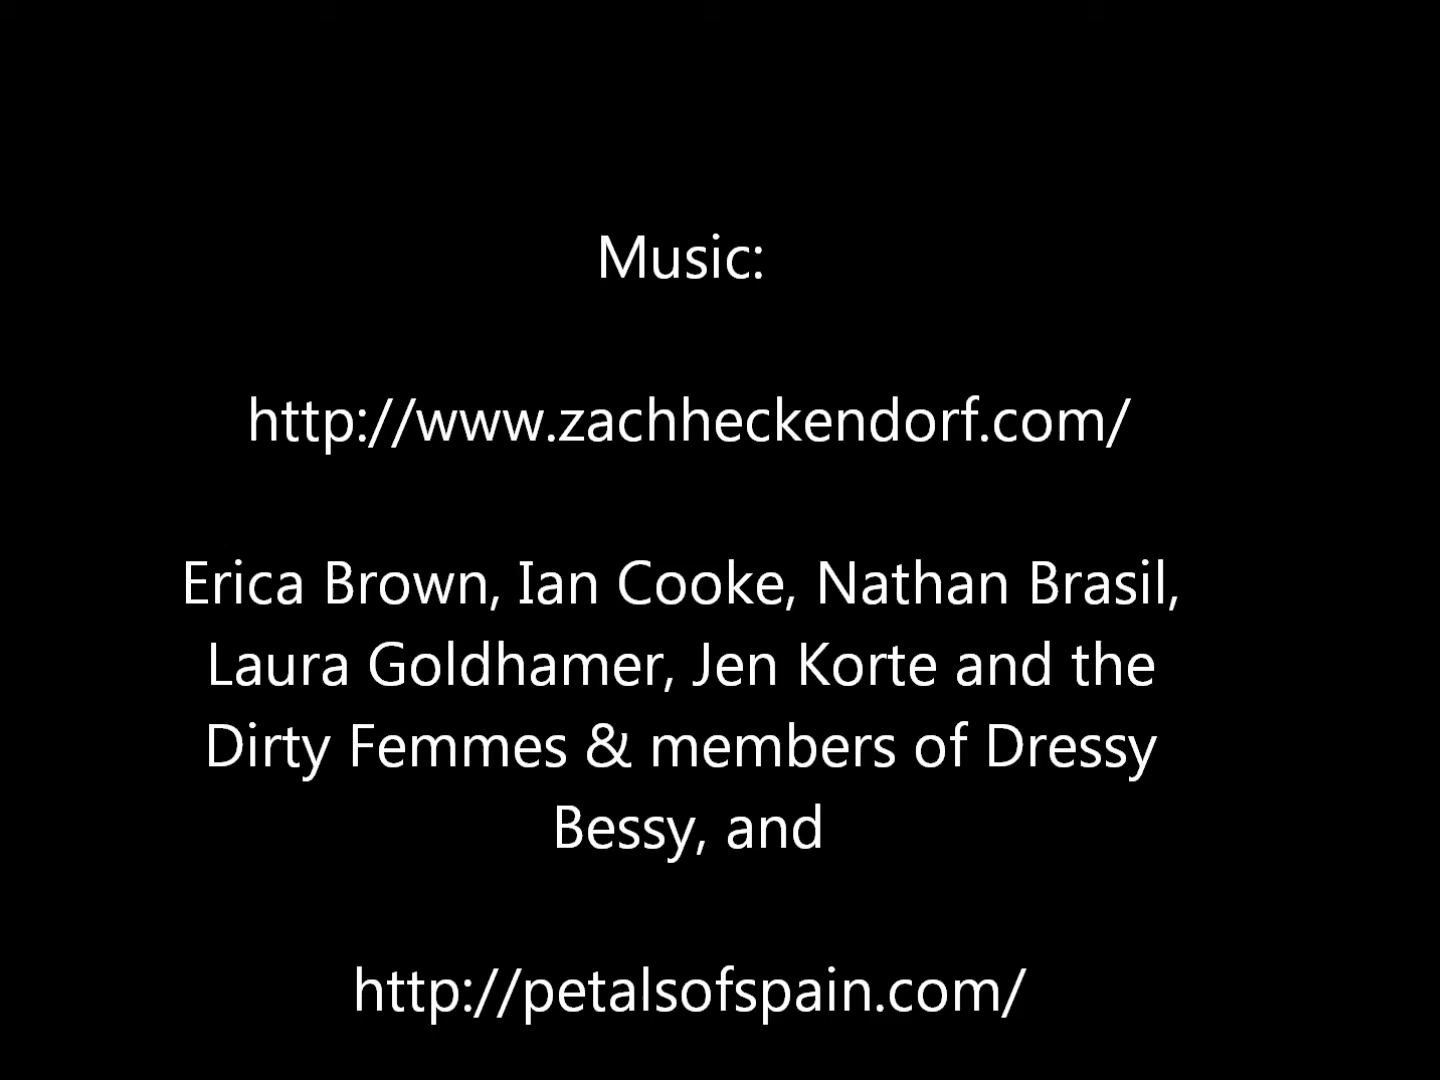 Music:
http://www.zachheckendorf.com/
Erica Brown, Ian Cooke, Nathan Brasil,
Laura Goldhamer, Jen Korte and the
Dirty Femmes & members of Dressy
Bessy, and
http://petalsofspain.com/